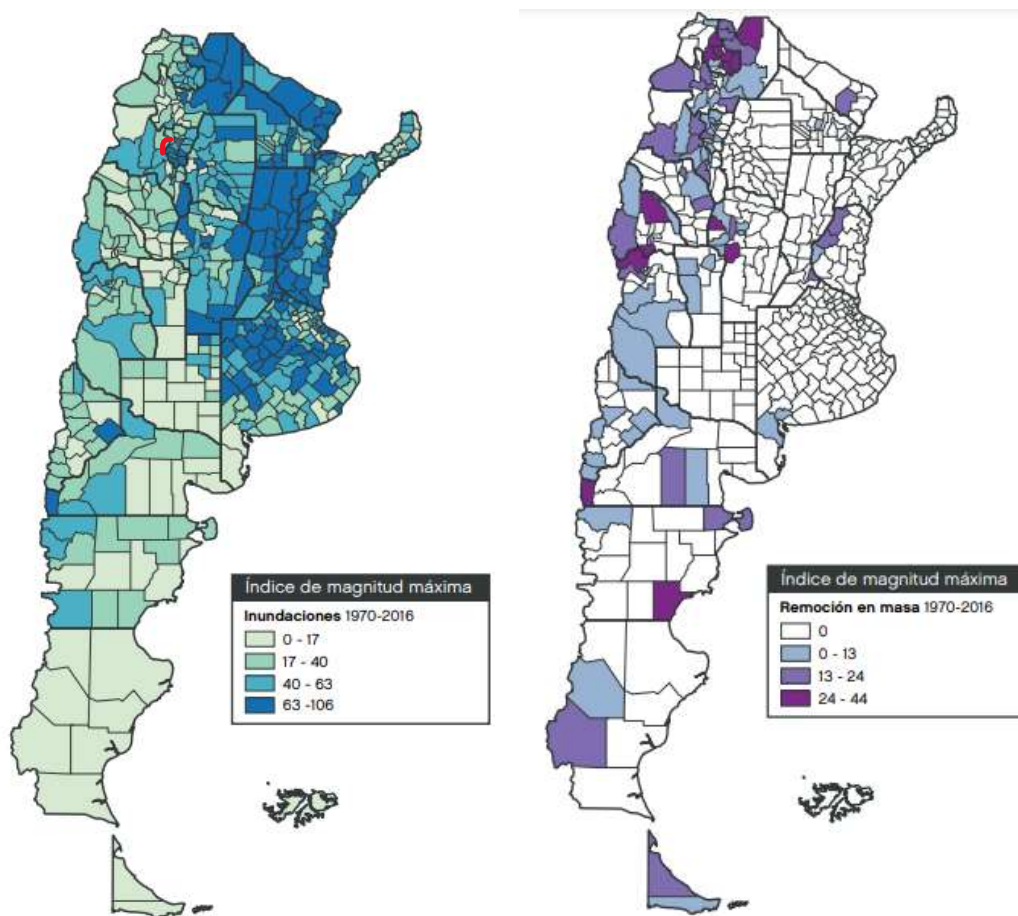 Índice de magnitud máxima
Inundaciones 1970-2016
0 - 17
17 - 40
40 - 63
63 -106
Índice de magnitud máxima
Remoción en masa 1970-2016
0
0 - 13
13 - 24
24 - 44